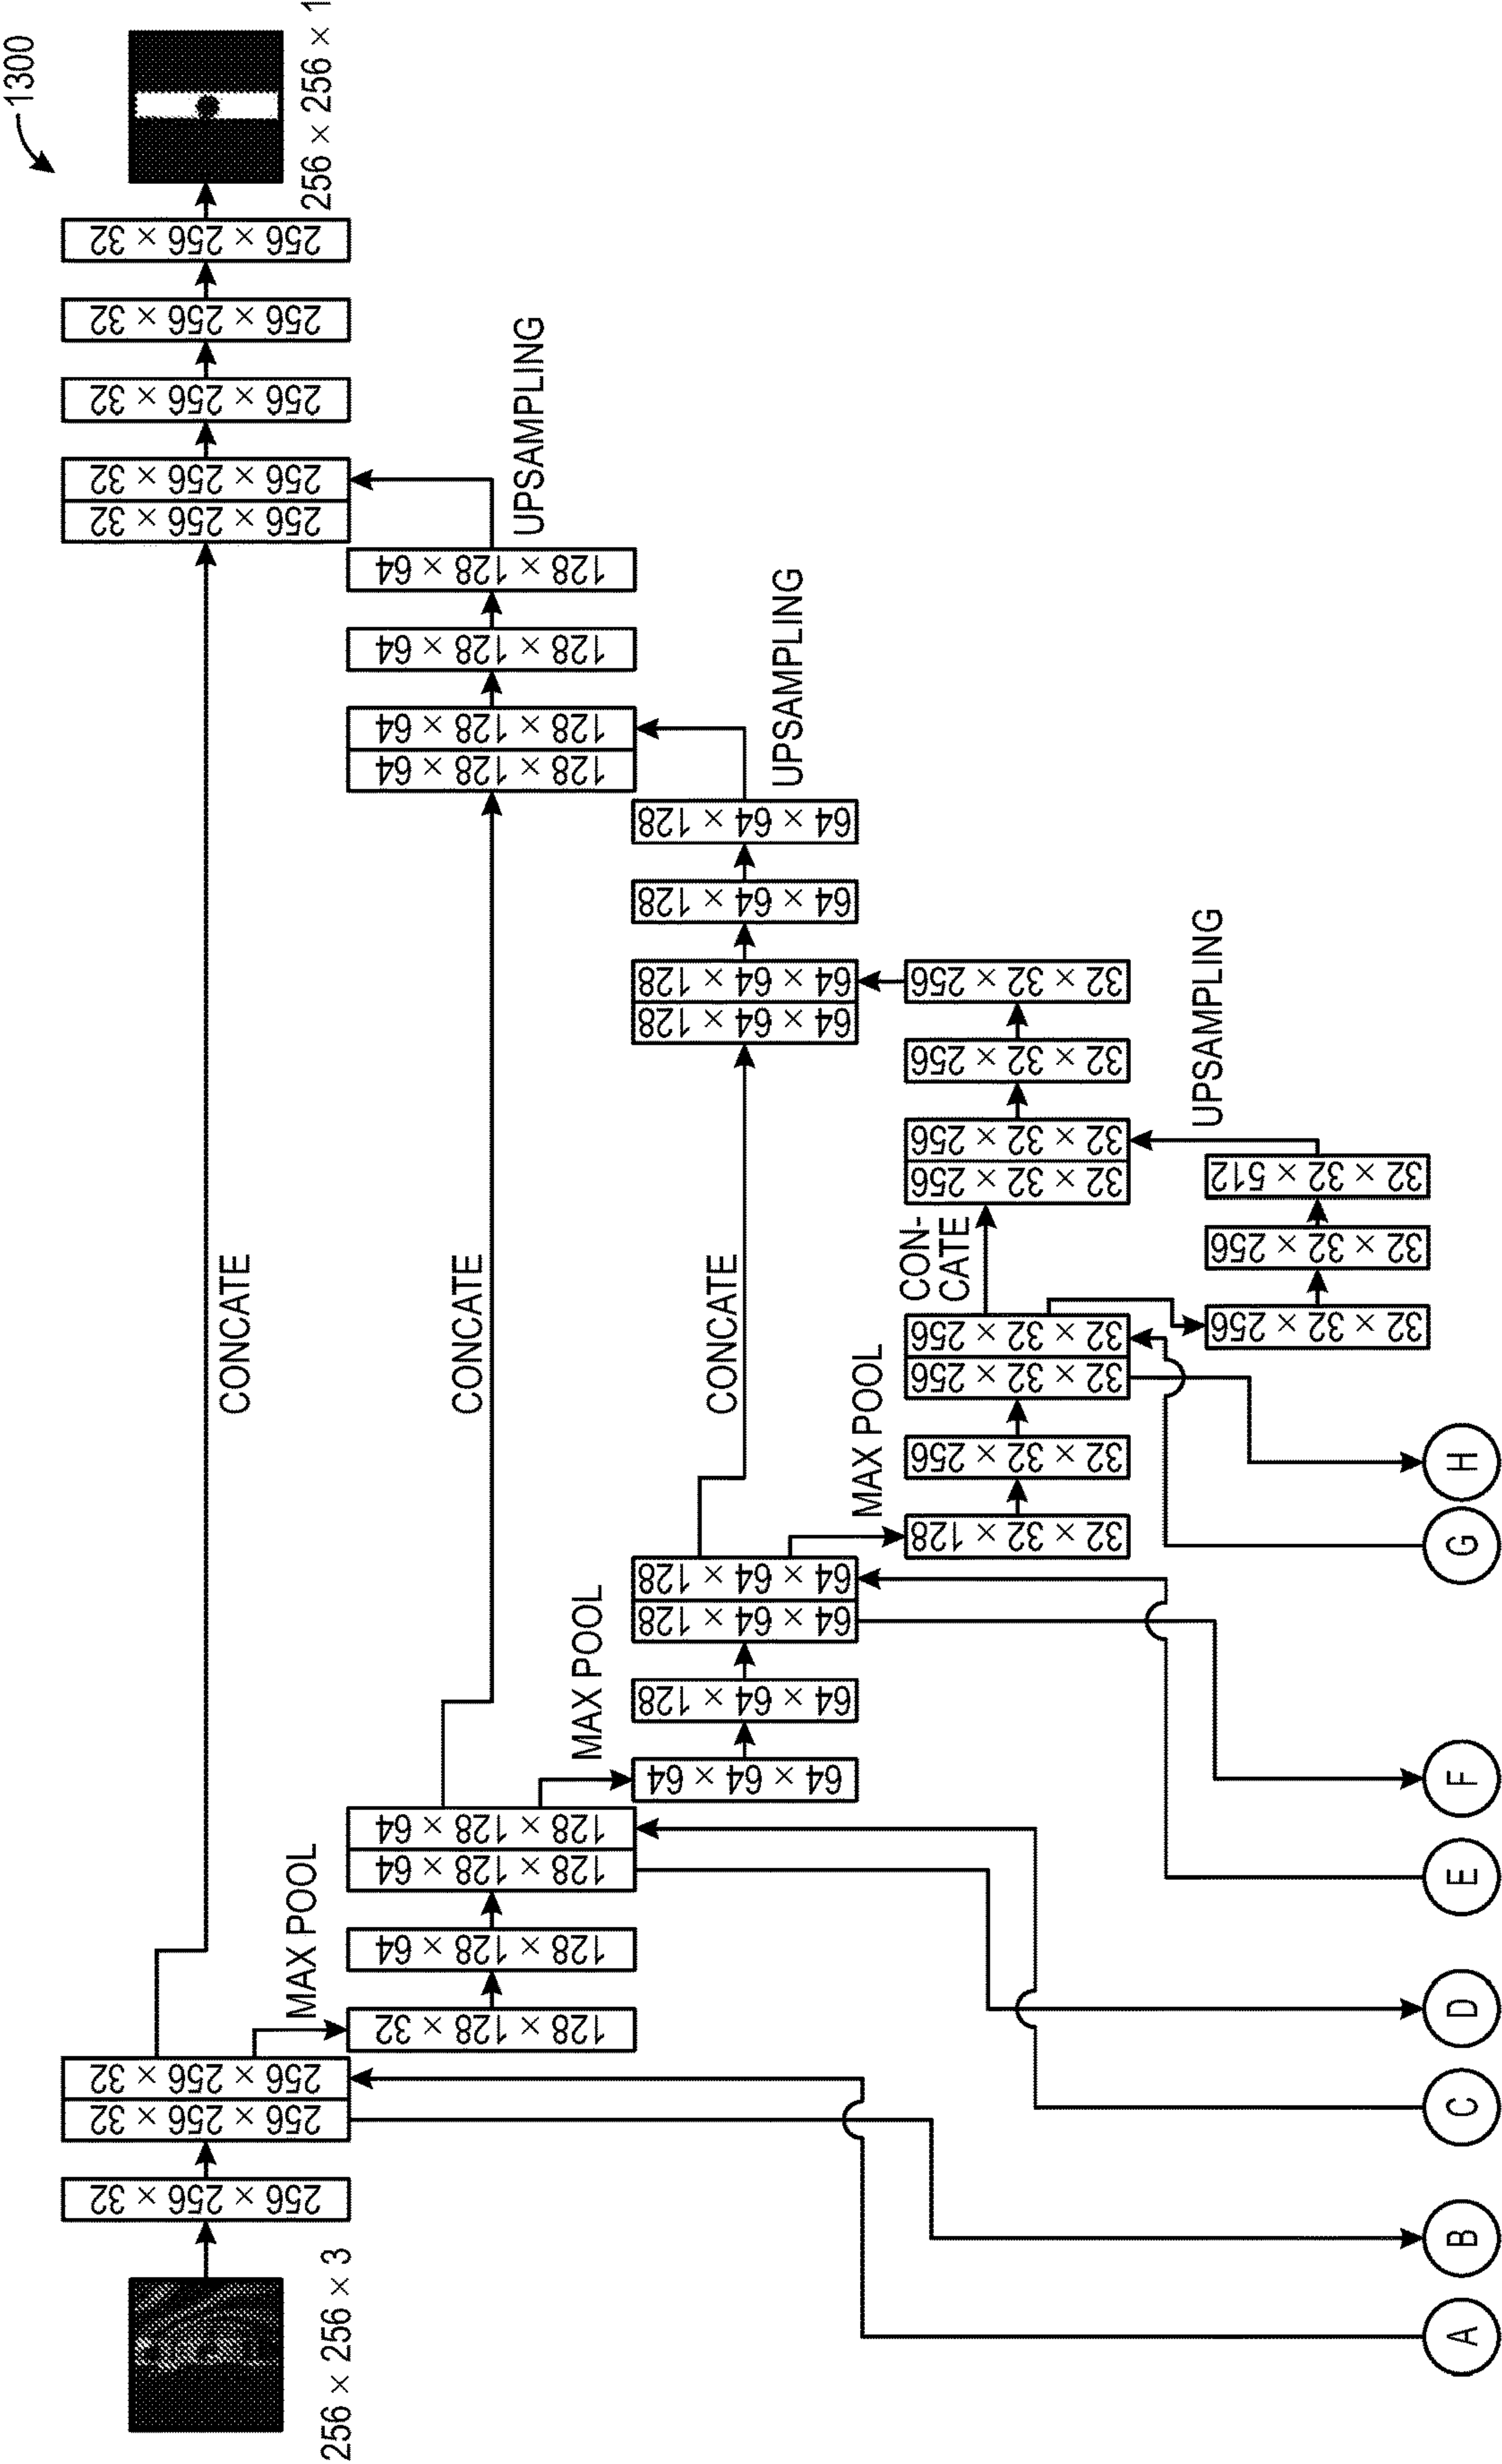 1300
256 × 256 × 3
256 × 256 × 32
256 × 256 × 32
256 × 256 × 32
MAX POOL
CONCATE
256 × 256 × 32
256 × 256 × 32
256 × 256 × 32
256 × 256 × 32
256 × 256 × 32
256 × 256 × 1
128 × 128 × 32
128 × 128 × 64
128 × 128 × 64
128 × 128 × 64
MAX POOL
CONCATE
128 × 128 × 64
128 × 128 × 64
128 × 128 × 64
128 × 128 × 64
UPSAMPLING
64 × 64 × 64
64 × 64 × 128
64 × 64 × 128
64 × 64 × 128
MAX POOL
CONCATE
64 × 64 × 128
64 × 64 × 128
64 × 64 × 128
64 × 64 × 128
UPSAMPLING
32 × 32 × 128
32 × 32 × 256
32 × 32 × 256
32 × 32 × 256
CON-
CATE
32 × 32 × 256
32 × 32 × 256
32 × 32 × 256
32 × 32 × 256
32 × 32 × 256
32 × 32 × 256
32 × 32 × 512
UPSAMPLING
A
B
C
D
E
F
G
H